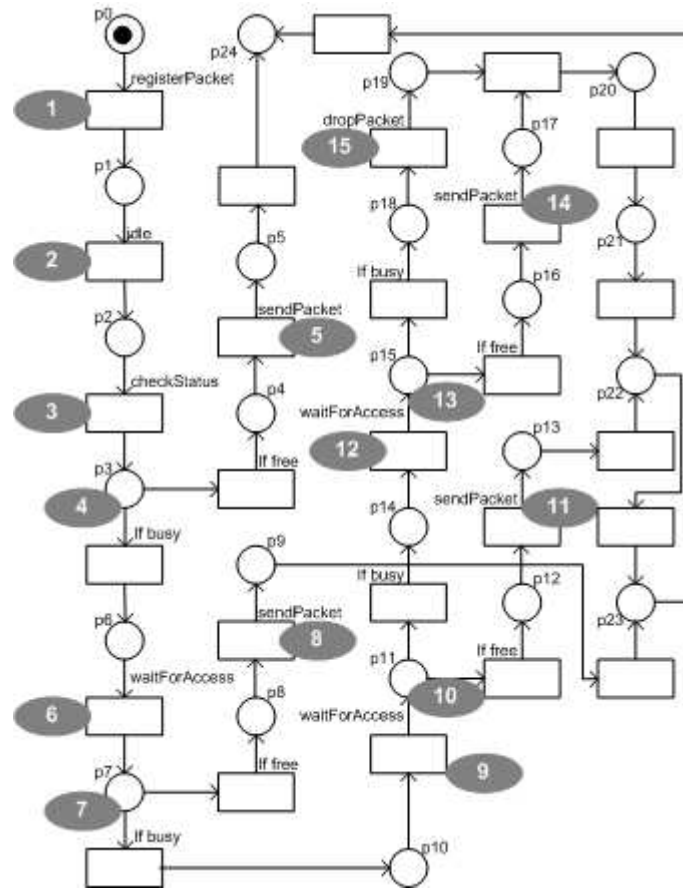 p0
p24
registerPacket
1
p19
p20
dropPacket
15
p17
p1
p18
sendPacket
14
idle
2
p5
p21
If busy
p16
p2
sendPacket
5
p15
If free
checkStatus
p4
13
p22
3
waitForAccess
12
p13
p3
If free
4
p14
sendPacket
11
If busy
p9
If busy
p12
p6
sendPacket
8
p23
p11
If free
waitForAccess
10
6
p8
waitForAccess
9
p7
If free
7
If busy
p10